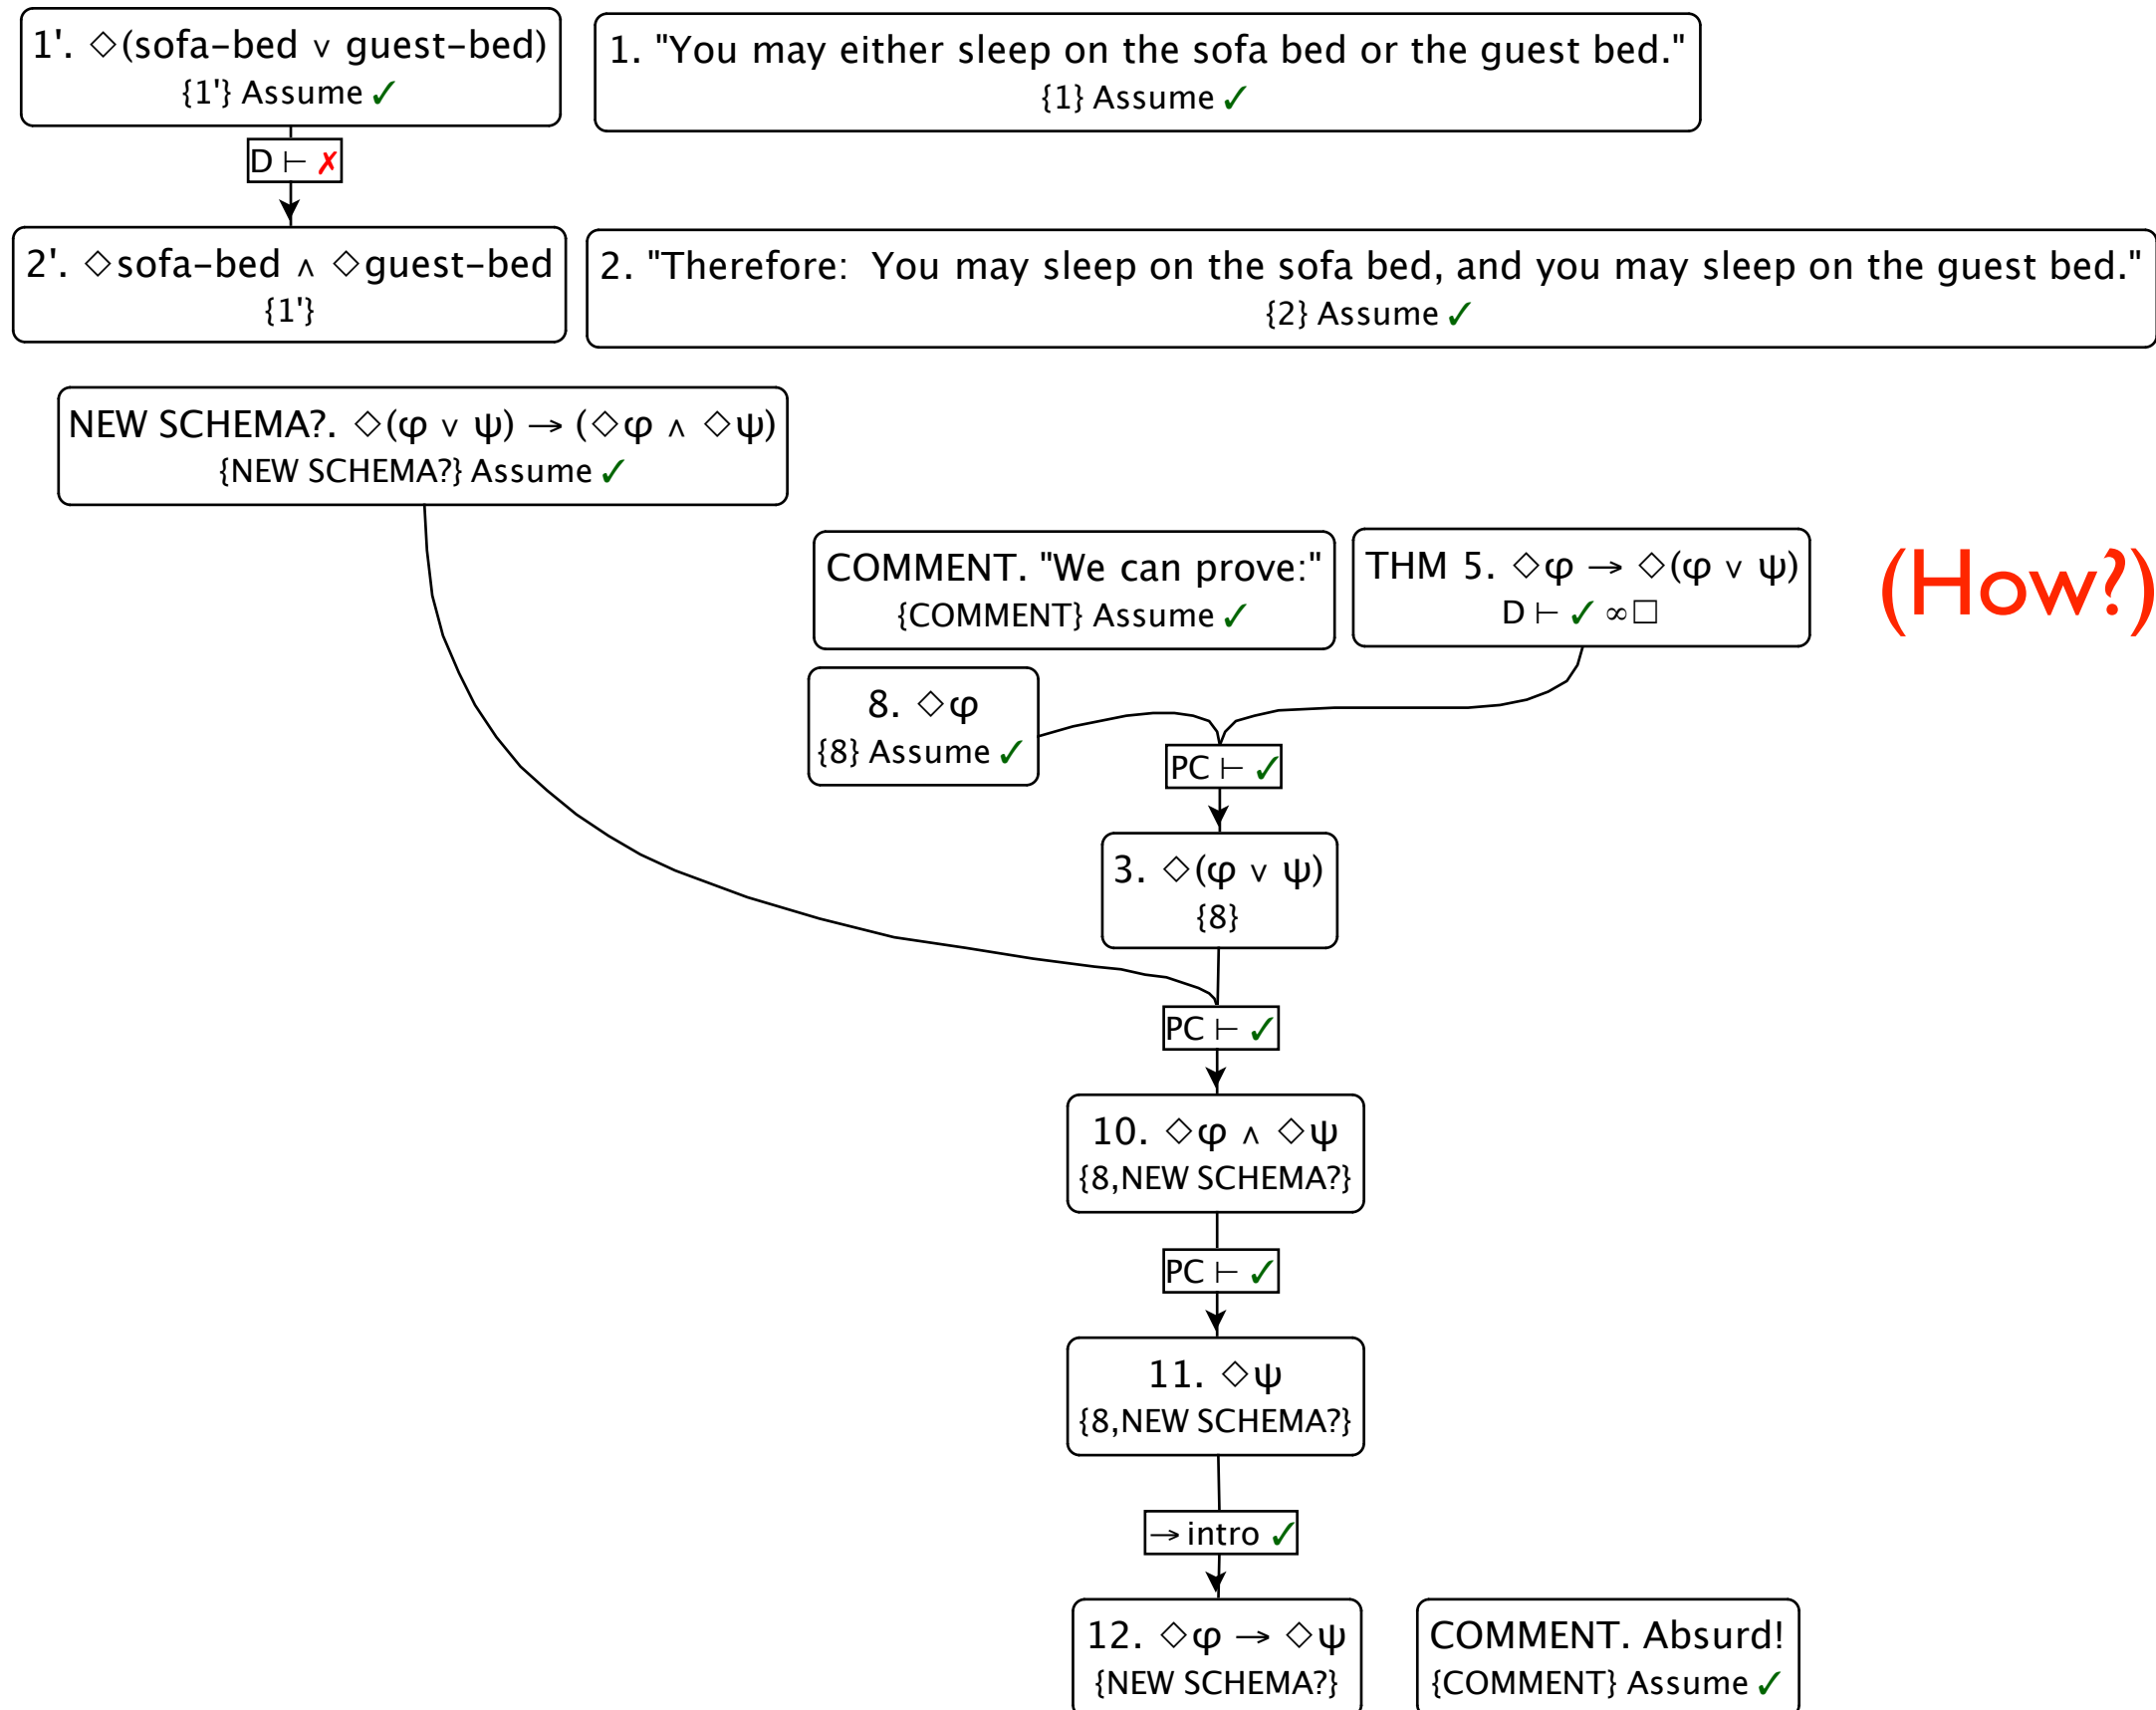 1'. ◇(sofa-bed ∨ guest-bed)
{1'} Assume ✓
1. "You may either sleep on the sofa bed or the guest bed."
{1} Assume ✓
D ⊢ ✗
2'. ◇sofa-bed ∧ ◇guest-bed
{1'}
2. "Therefore: You may sleep on the sofa bed, and you may sleep on the guest bed."
{2} Assume ✓
NEW SCHEMA?. ◇(φ ∨ ψ) → (◇φ ∧ ◇ψ)
{NEW SCHEMA?} Assume ✓
COMMENT. "We can prove:"
{COMMENT} Assume ✓
THM 5. ◇φ → ◇(φ ∨ ψ)
D ⊢ ✓ ∞□
(How?)
8. ◇φ
{8} Assume ✓
PC ⊢ ✓
3. ◇(φ ∨ ψ)
{8}
PC ⊢ ✓
10. ◇φ ∧ ◇ψ
{8,NEW SCHEMA?}
PC ⊢ ✓
11. ◇ψ
{8,NEW SCHEMA?}
→ intro ✓
12. ◇φ → ◇ψ
{NEW SCHEMA?}
COMMENT. Absurd!
{COMMENT} Assume ✓